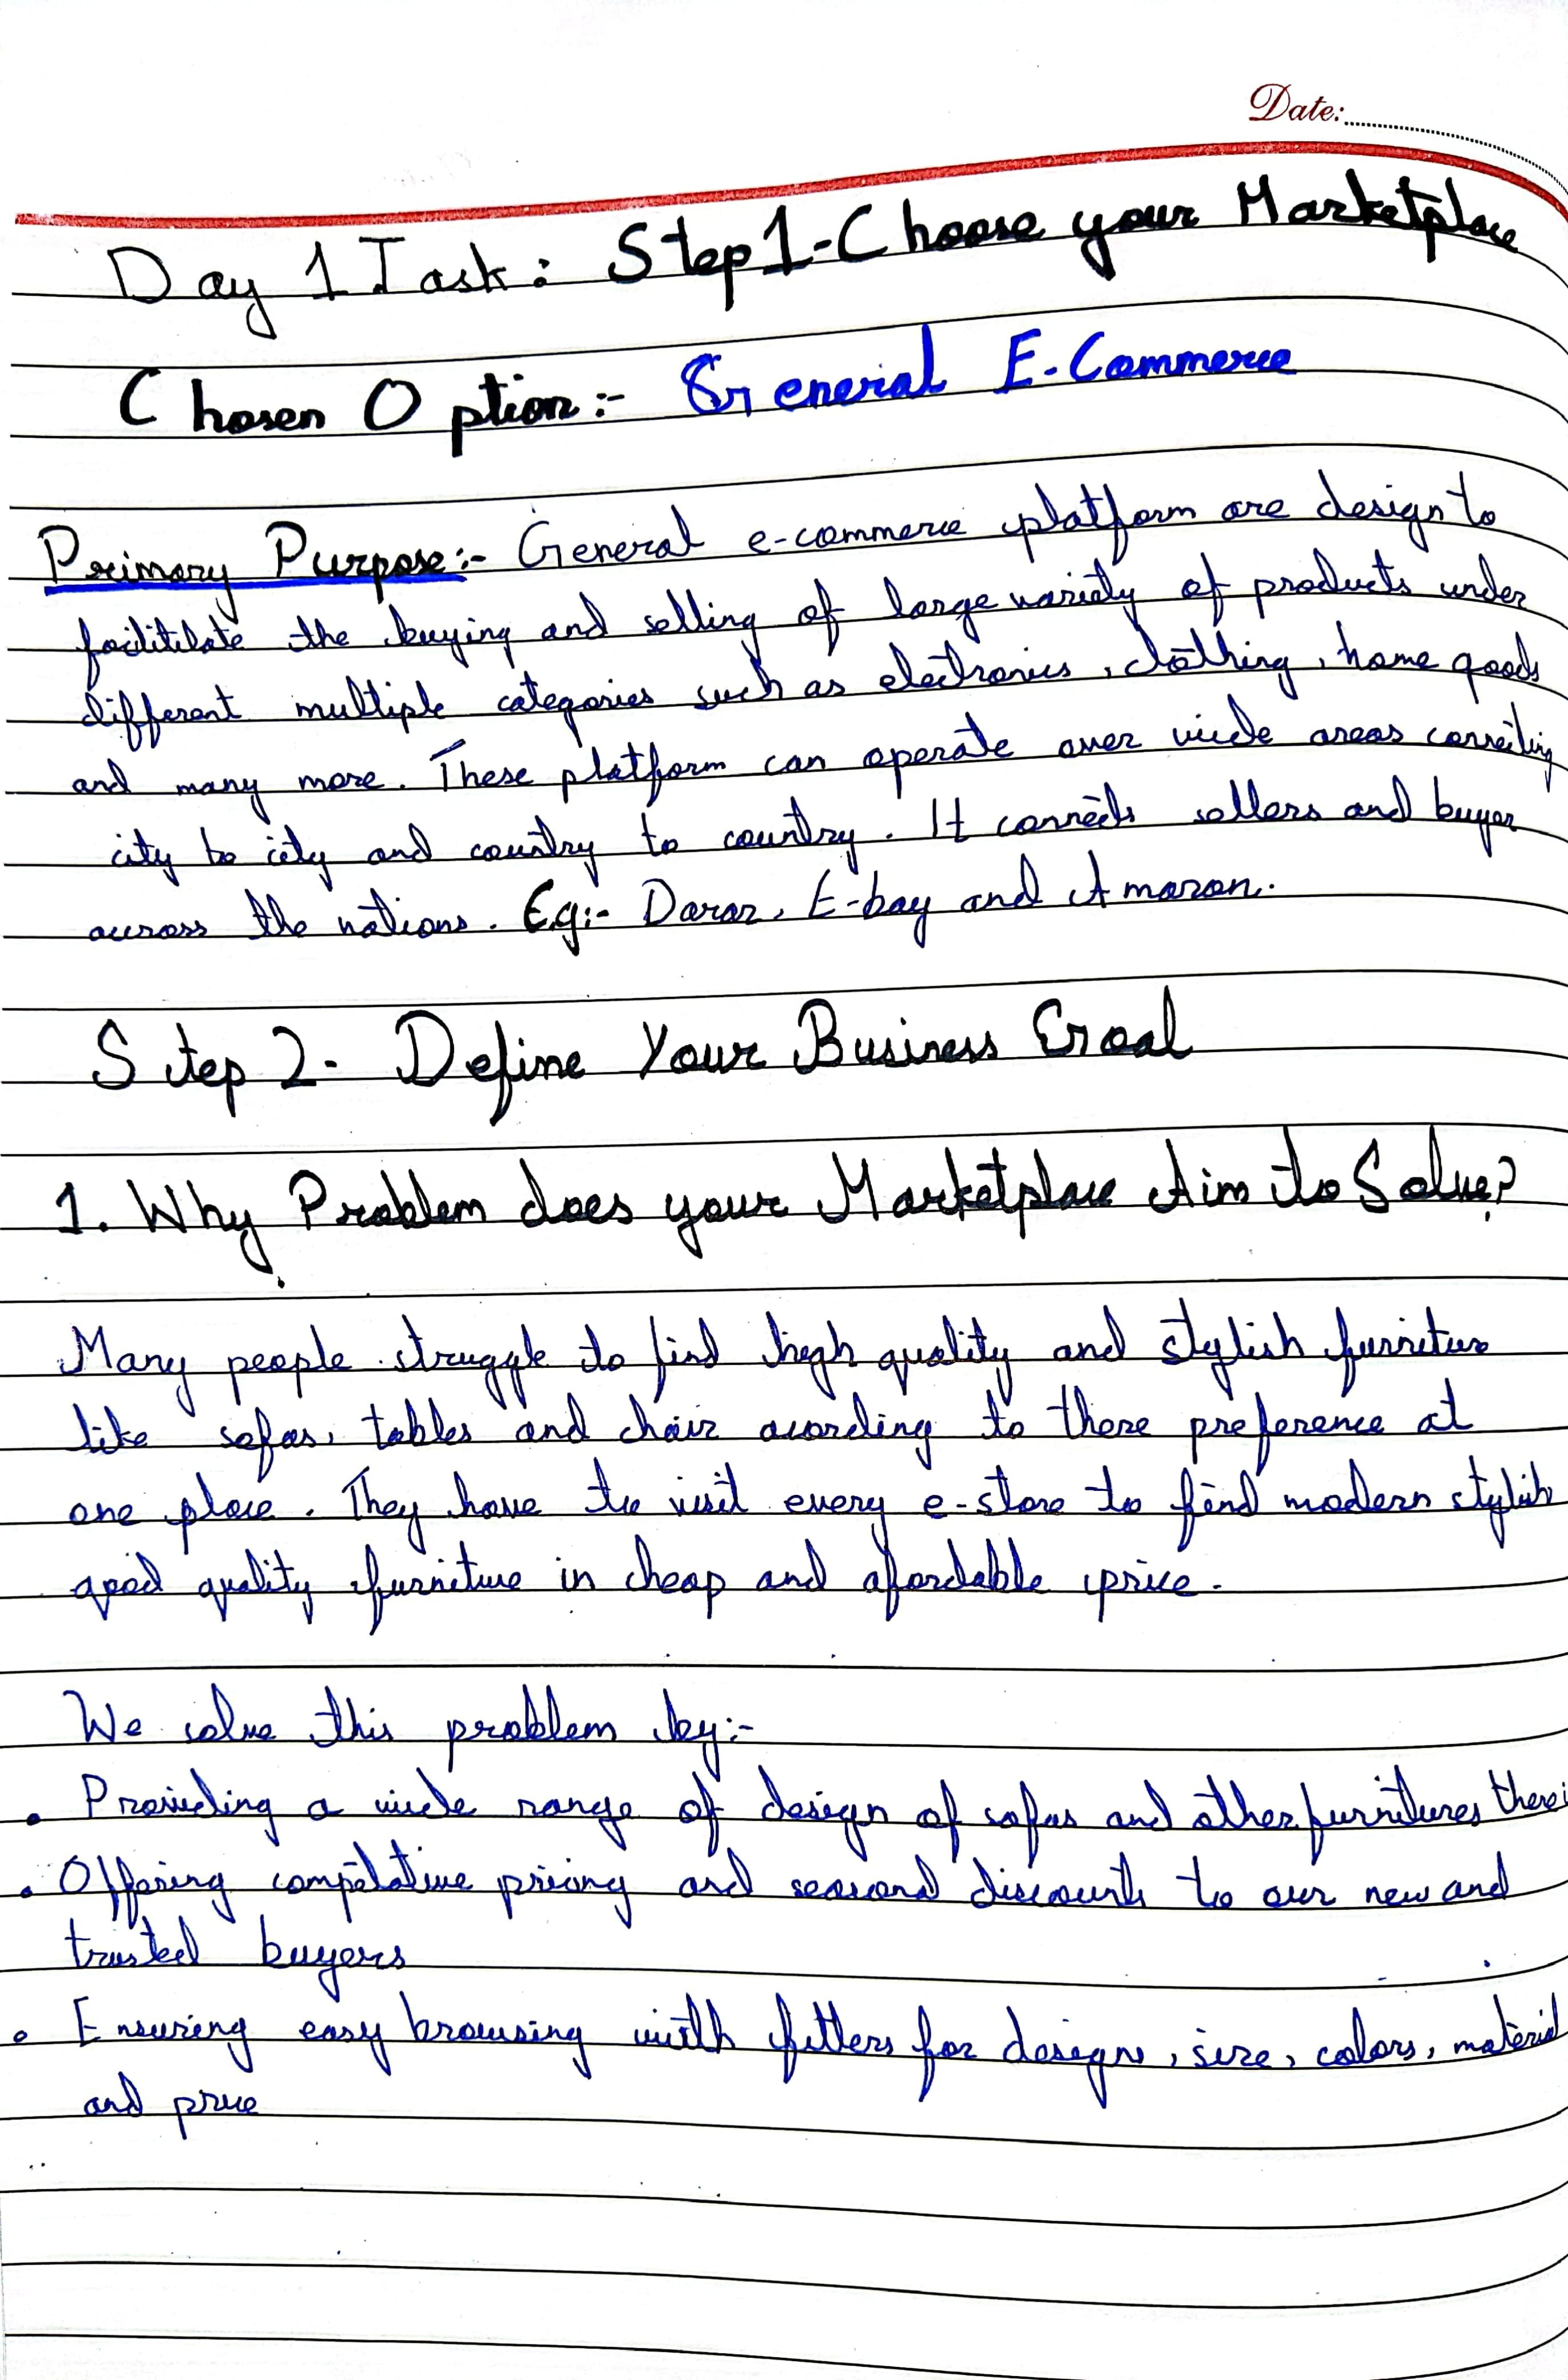 Date:
Day 1 Task: Step 1-Choose your Marketplace
Chosen Option:- General E-Commerce
Primary Purpose:- General e-commerce platform are design to
facilitilate the buying and selling of large variety of products under
different multiple categories such as electronics, clothing, home goods
and many more. These platform can operate over wide areas conneciting
city to city and country to country. It connects sellers and buyer
accross the nations. E.g:- Daraz, E-bay and Amazon.
Step 2- Define Your Business Goal
1. Why Problem does your Marketplace Aim to Solve?
Many people struggle to find high quality and stylish furniture
like sofas, tables and chair acording to there preference at
one place. They have to visit every e-store to find modern stylish
good quality furniture in cheap and afordable price.
We solve this problem by:-
• Provieding a wide range of design of sofas and other furnitures there
• Offering competative pricing and seasonal discounts to our new and
trusted buyers
• Ensuring easy browsing with filters for designs, size, colors, material
and price